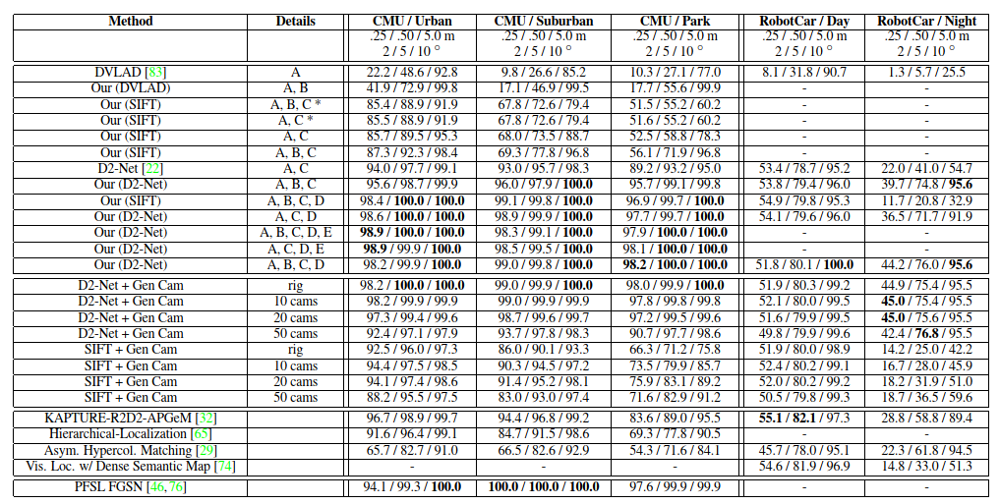 Method Details CMU / Urban CMU / Suburban CMU / Park RobotCar / Day RobotCar / Night
.25 / .50 / 5.0 m .25 / .50 / 5.0 m .25 / .50 / 5.0 m .25 / .50 / 5.0 m .25 / .50 / 5.0 m
2 / 5 / 10 ° 2 / 5 / 10 ° 2 / 5 / 10 ° 2 / 5 / 10 ° 2 / 5 / 10 °
DVLAD [83] A 22.2 / 48.6 / 92.8 9.8 / 26.6 / 85.2 10.3 / 27.1 / 77.0 8.1 / 31.8 / 90.7 1.3 / 5.7 / 25.5
Our (DVLAD) A, B 41.9 / 72.9 / 99.8 17.1 / 46.9 / 99.5 17.7 / 55.6 / 99.9 - -
Our (SIFT) A, B, C * 85.4 / 88.9 / 91.9 67.8 / 72.6 / 79.4 51.5 / 55.2 / 60.2 - -
Our (SIFT) A, C * 85.5 / 88.9 / 91.9 67.8 / 72.6 / 79.4 51.6 / 55.2 / 60.2 - -
Our (SIFT) A, C 85.7 / 89.5 / 95.3 68.0 / 73.5 / 88.7 52.5 / 58.8 / 78.3 - -
Our (SIFT) A, B, C 87.3 / 92.3 / 98.4 69.3 / 77.8 / 96.8 56.1 / 71.9 / 96.8 - -
D2-Net [22] A, C 94.0 / 97.7 / 99.1 93.0 / 95.7 / 98.3 89.2 / 93.2 / 95.0 53.4 / 78.7 / 95.2 22.0 / 41.0 / 54.7
Our (D2-Net) A, B, C 95.6 / 98.7 / 99.9 96.0 / 97.9 / 100.0 95.7 / 99.1 / 99.8 53.8 / 79.4 / 96.0 39.7 / 74.8 / 95.6
Our (SIFT) A, B, C, D 98.4 / 100.0 / 100.0 99.1 / 99.8 / 100.0 96.9 / 99.7 / 100.0 54.9 / 79.8 / 95.3 11.7 / 20.8 / 32.9
Our (D2-Net) A, C, D 98.6 / 100.0 / 100.0 98.9 / 99.9 / 100.0 97.7 / 99.7 / 100.0 54.1 / 79.6 / 96.0 36.5 / 71.7 / 91.9
Our (D2-Net) A, B, C, D, E 98.9 / 100.0 / 100.0 98.3 / 99.1 / 100.0 97.9 / 100.0 / 100.0 - -
Our (D2-Net) A, C, D, E 98.9 / 99.9 / 100.0 98.5 / 99.5 / 100.0 98.1 / 100.0 / 100.0 - -
Our (D2-Net) A, B, C, D 98.2 / 99.9 / 100.0 99.0 / 99.8 / 100.0 98.2 / 100.0 / 100.0 51.8 / 80.1 / 100.0 44.2 / 76.0 / 95.6
D2-Net + Gen Cam rig 98.2 / 100.0 / 100.0 99.0 / 99.9 / 100.0 98.0 / 99.9 / 100.0 51.9 / 80.3 / 99.2 44.9 / 75.4 / 95.5
D2-Net + Gen Cam 10 cams 98.2 / 99.9 / 99.9 99.0 / 99.9 / 99.9 97.8 / 99.8 / 99.8 52.1 / 80.0 / 99.5 45.0 / 75.4 / 95.5
D2-Net + Gen Cam 20 cams 97.3 / 99.4 / 99.6 98.7 / 99.6 / 99.7 97.2 / 99.5 / 99.6 51.6 / 79.9 / 99.5 45.0 / 75.6 / 95.5
D2-Net + Gen Cam 50 cams 92.4 / 97.1 / 97.9 93.7 / 97.8 / 98.3 90.7 / 97.7 / 98.6 49.8 / 79.9 / 99.6 42.4 / 76.8 / 95.5
SIFT + Gen Cam rig 92.5 / 96.0 / 97.3 86.0 / 90.1 / 93.3 66.3 / 71.2 / 75.8 51.9 / 80.0 / 98.9 14.2 / 25.0 / 42.2
SIFT + Gen Cam 10 cams 94.4 / 97.5 / 98.5 90.3 / 94.5 / 97.2 73.5 / 79.9 / 85.7 52.4 / 80.2 / 99.1 16.7 / 28.0 / 45.9
SIFT + Gen Cam 20 cams 94.1 / 97.4 / 98.6 91.4 / 95.2 / 98.1 75.9 / 83.1 / 89.2 52.0 / 80.2 / 99.2 18.2 / 31.9 / 51.0
SIFT + Gen Cam 50 cams 88.2 / 95.5 / 97.5 83.0 / 93.0 / 97.4 71.6 / 82.9 / 91.2 50.5 / 79.8 / 99.3 18.7 / 36.5 / 59.6
KAPTURE-R2D2-APGeM [32] 96.7 / 98.9 / 99.7 94.4 / 96.8 / 99.2 83.6 / 89.0 / 95.5 55.1 / 82.1 / 97.3 28.8 / 58.8 / 89.4
Hierarchical-Localization [65] 91.6 / 96.4 / 99.1 84.7 / 91.5 / 98.6 69.3 / 77.8 / 90.5 - -
Asym. Hypercol. Matching [29] 65.7 / 82.7 / 91.0 66.5 / 82.6 / 92.9 54.3 / 71.6 / 84.1 45.7 / 78.0 / 95.1 22.3 / 61.8 / 94.5
Vis. Loc. w/ Dense Semantic Map [74] - - - 54.6 / 81.9 / 96.9 14.8 / 33.0 / 51.3
PFSL FGSN [46, 76] 94.1 / 99.3 / 100.0 100.0 / 100.0 / 100.0 97.6 / 99.9 / 99.9 - -